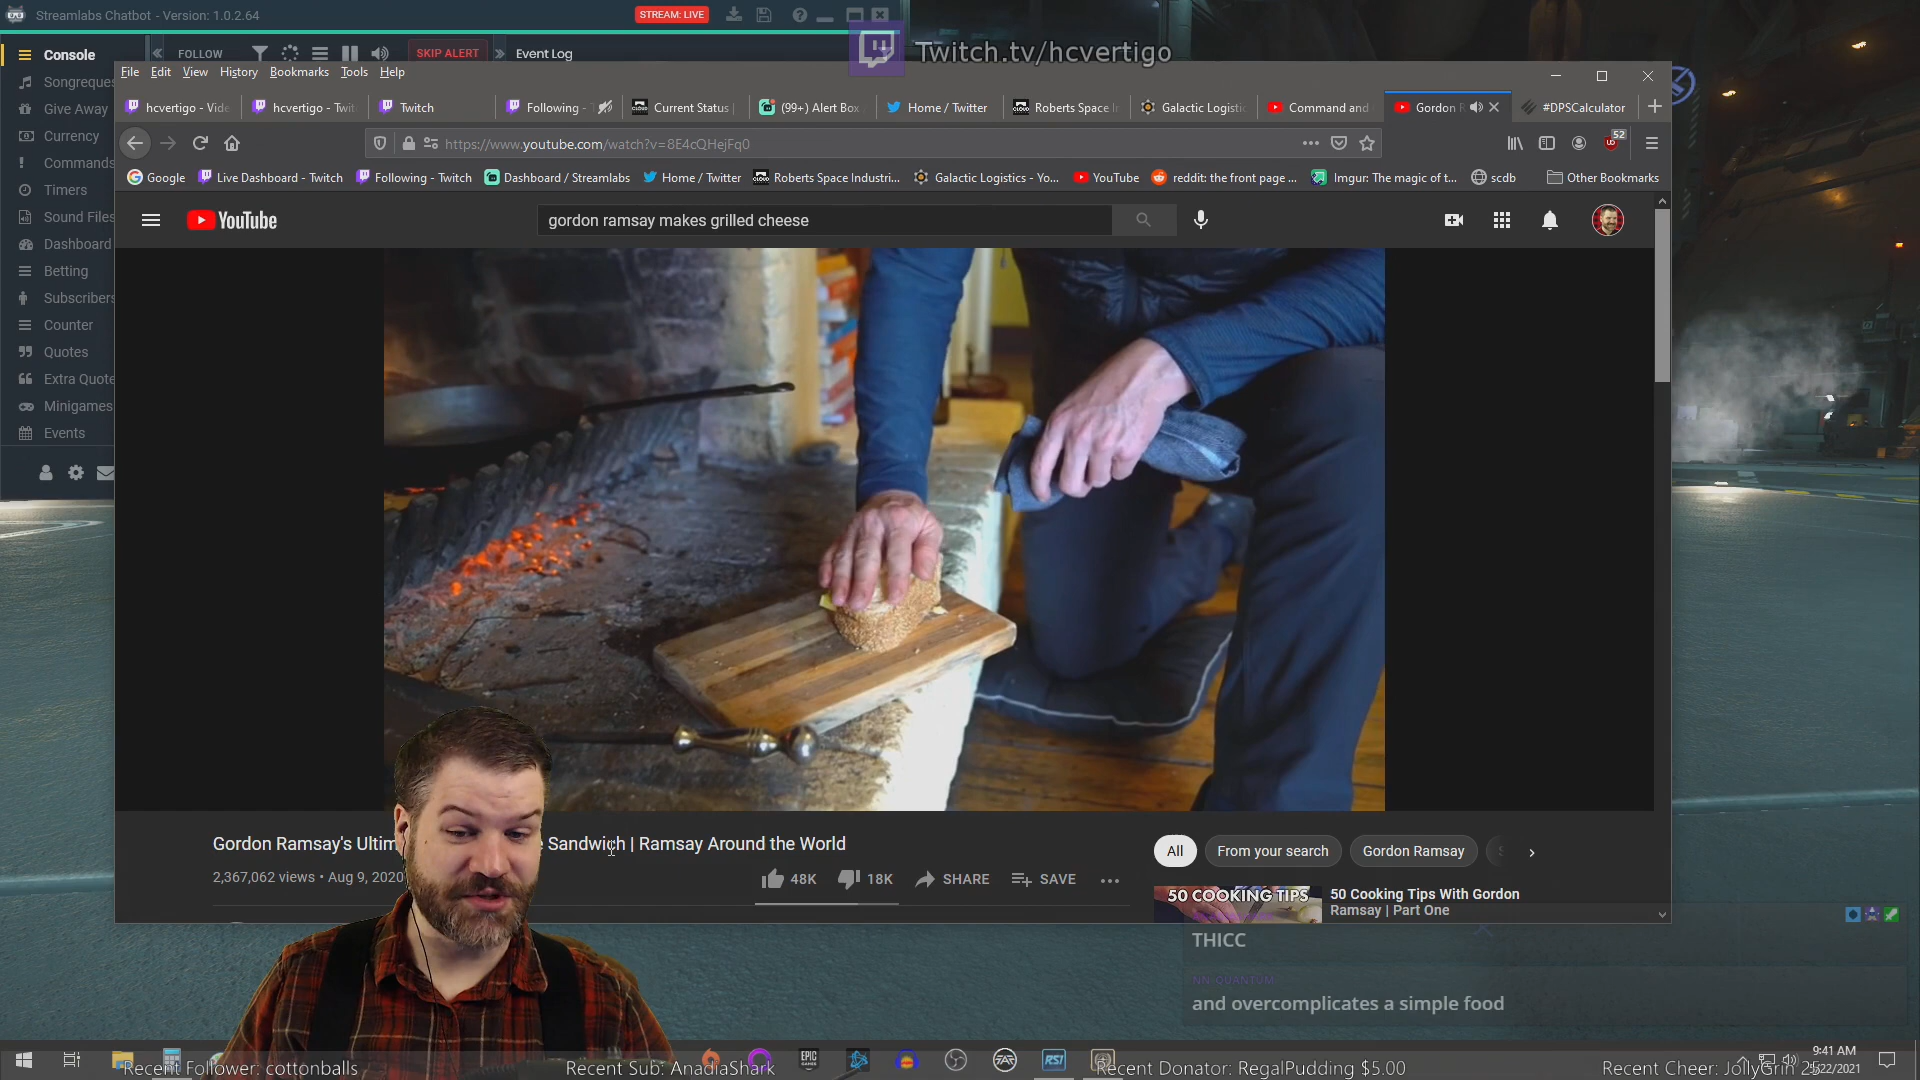 Streamlabs Chatbot - Version: 1.0.2.64
STREAM: LIVE
Console
FOLLOW
SKIP ALERT
Event Log
Twitch.tv/hcvertigo
File Edit View History Bookmarks Tools Help
hcvertigo - Vide
hcvertigo - Twit
Twitch
Following -
Current Status
(99+) Alert Box
Home / Twitter
Roberts Space I
Galactic Logisti
Command and
Gordon R
#DPSCalculator
https://www.youtube.com/watch?v=8E4cQHejFq0
52
Google
Live Dashboard - Twitch
Following - Twitch
Dashboard / Streamlabs
Home / Twitter
Roberts Space Industri...
Galactic Logistics - Yo...
YouTube
reddit: the front page ...
Imgur: The magic of t...
scdb
Other Bookmarks
YouTube
gordon ramsay makes grilled cheese
Songreques
Give Away
Currency
Commands
Timers
Sound Files
Dashboard
Betting
Subscribers
Counter
Quotes
Extra Quote
Minigames
Events
Gordon Ramsay's Ultim e Sandwich | Ramsay Around the World
2,367,062 views • Aug 9, 2020
48K
18K
SHARE
SAVE
All
From your search
Gordon Ramsay
50 COOKING TIPS
50 Cooking Tips With Gordon
Ramsay | Part One
THICC
NN_QUANTUM
and overcomplicates a simple food
EPIC
GAMES
RSI
9:41 AM
Recent Follower: cottonballs
Recent Sub: AnadiaShark
Recent Donator: RegalPudding $5.00
Recent Cheer: JollyGrin 25